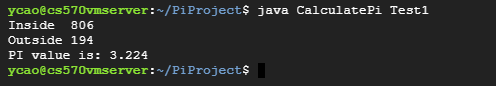 ycao@cs570vmserver:~/PiProject$ java CalculatePi Test1
Inside  806
Outside 194
PI value is: 3.224
ycao@cs570vmserver:~/PiProject$